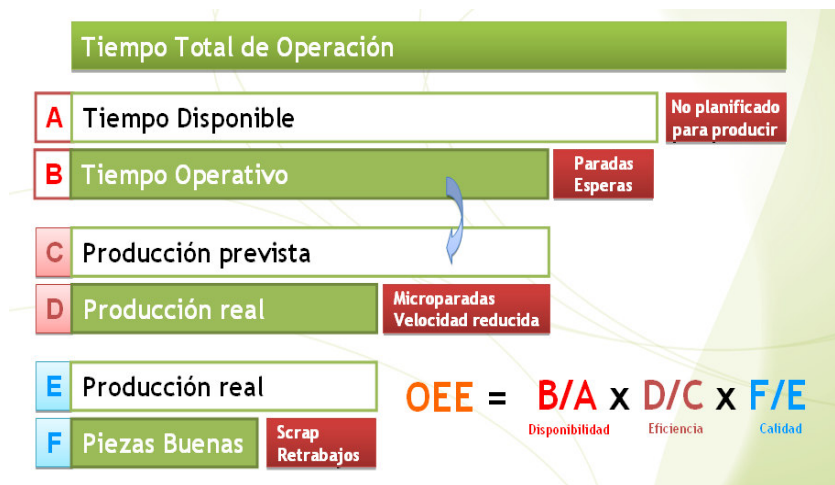 Tiempo Total de Operación
A Tiempo Disponible
No planificado
para producir
B Tiempo Operativo
Paradas
Esperas
C Producción prevista
D Producción real
Microparadas
Velocidad reducida
E Producción real
F Piezas Buenas
Scrap
Retrabajos
OEE = B/A x D/C x F/E
Disponibilidad Eficiencia Calidad